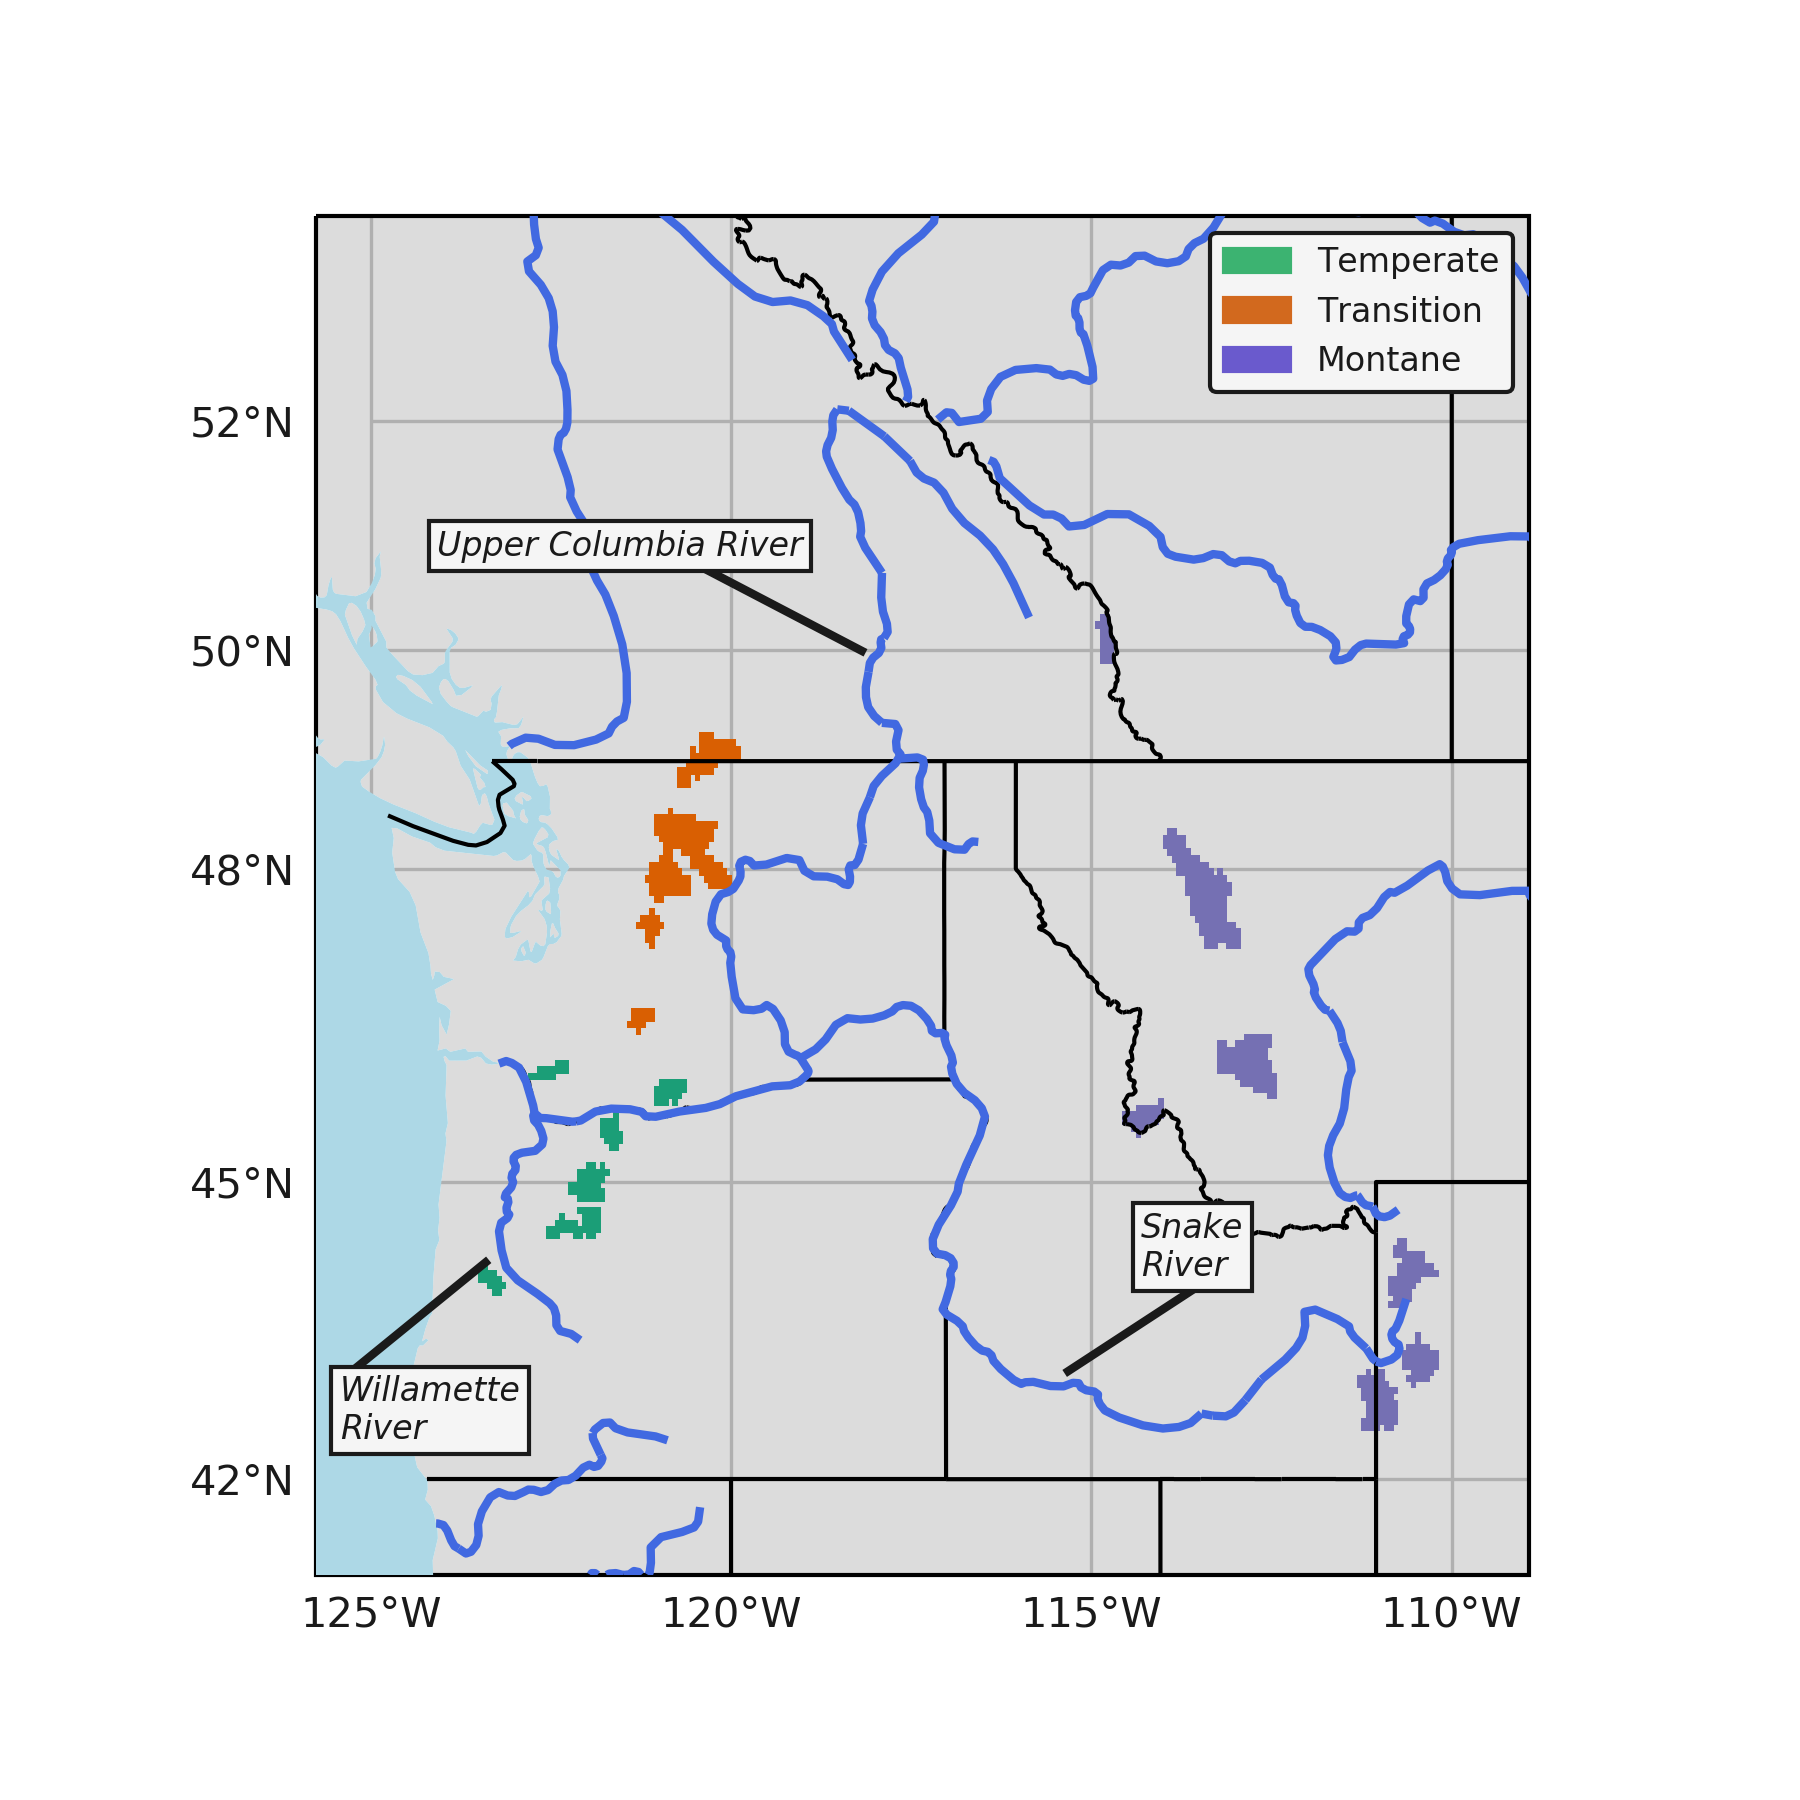 Temperate
Transition
Montane
52°N
Upper Columbia River
50°N
48°N
45°N
Snake
River
Willamette
River
42°N
125°W
120°W
115°W
110°W